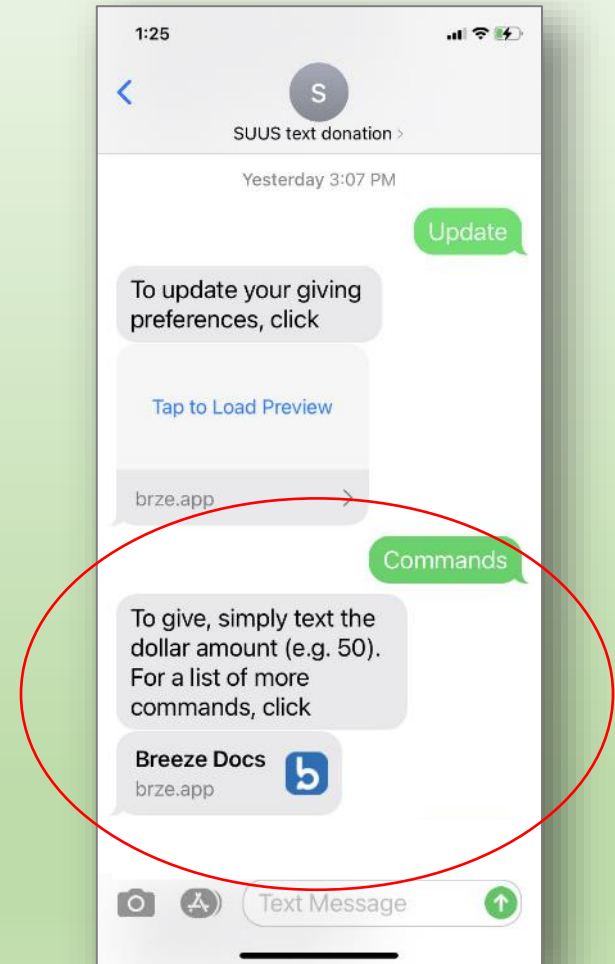 1:25
S
SUUS text donation >
Yesterday 3:07 PM
Update
To update your giving
preferences, click
Tap to Load Preview
brze.app
Commands
To give, simply text the
dollar amount (e.g. 50).
For a list of more
commands, click
Breeze Docs
brze.app
b
Text Message